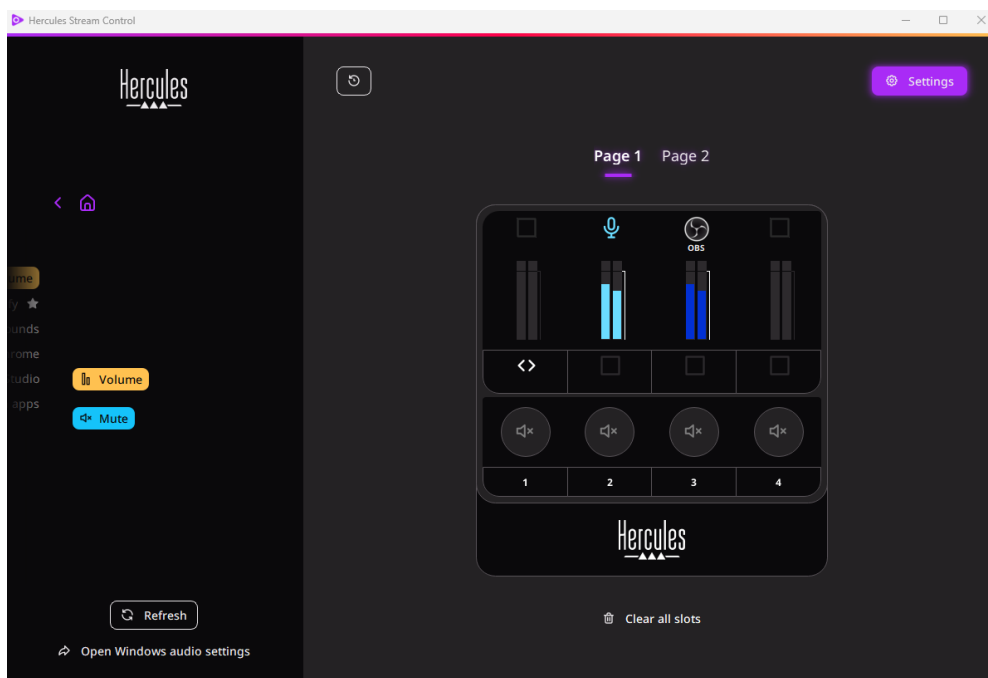 Hercules Stream Control
Hercules
Settings
Page 1 Page 2
OBS
Volume
Mute
1 2 3 4
Hercules
Refresh
Clear all slots
Open Windows audio settings